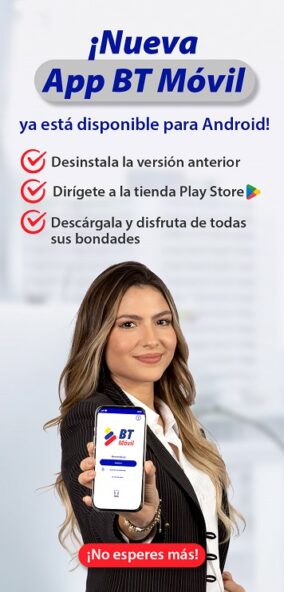 ¡Nueva
App BT Móvil
ya está disponible para Android!
Desinstala la versión anterior
Dirígete a la tienda Play Store
Descárgala y disfruta de todas
sus bondades
BT
Móvil
¡No esperes más!